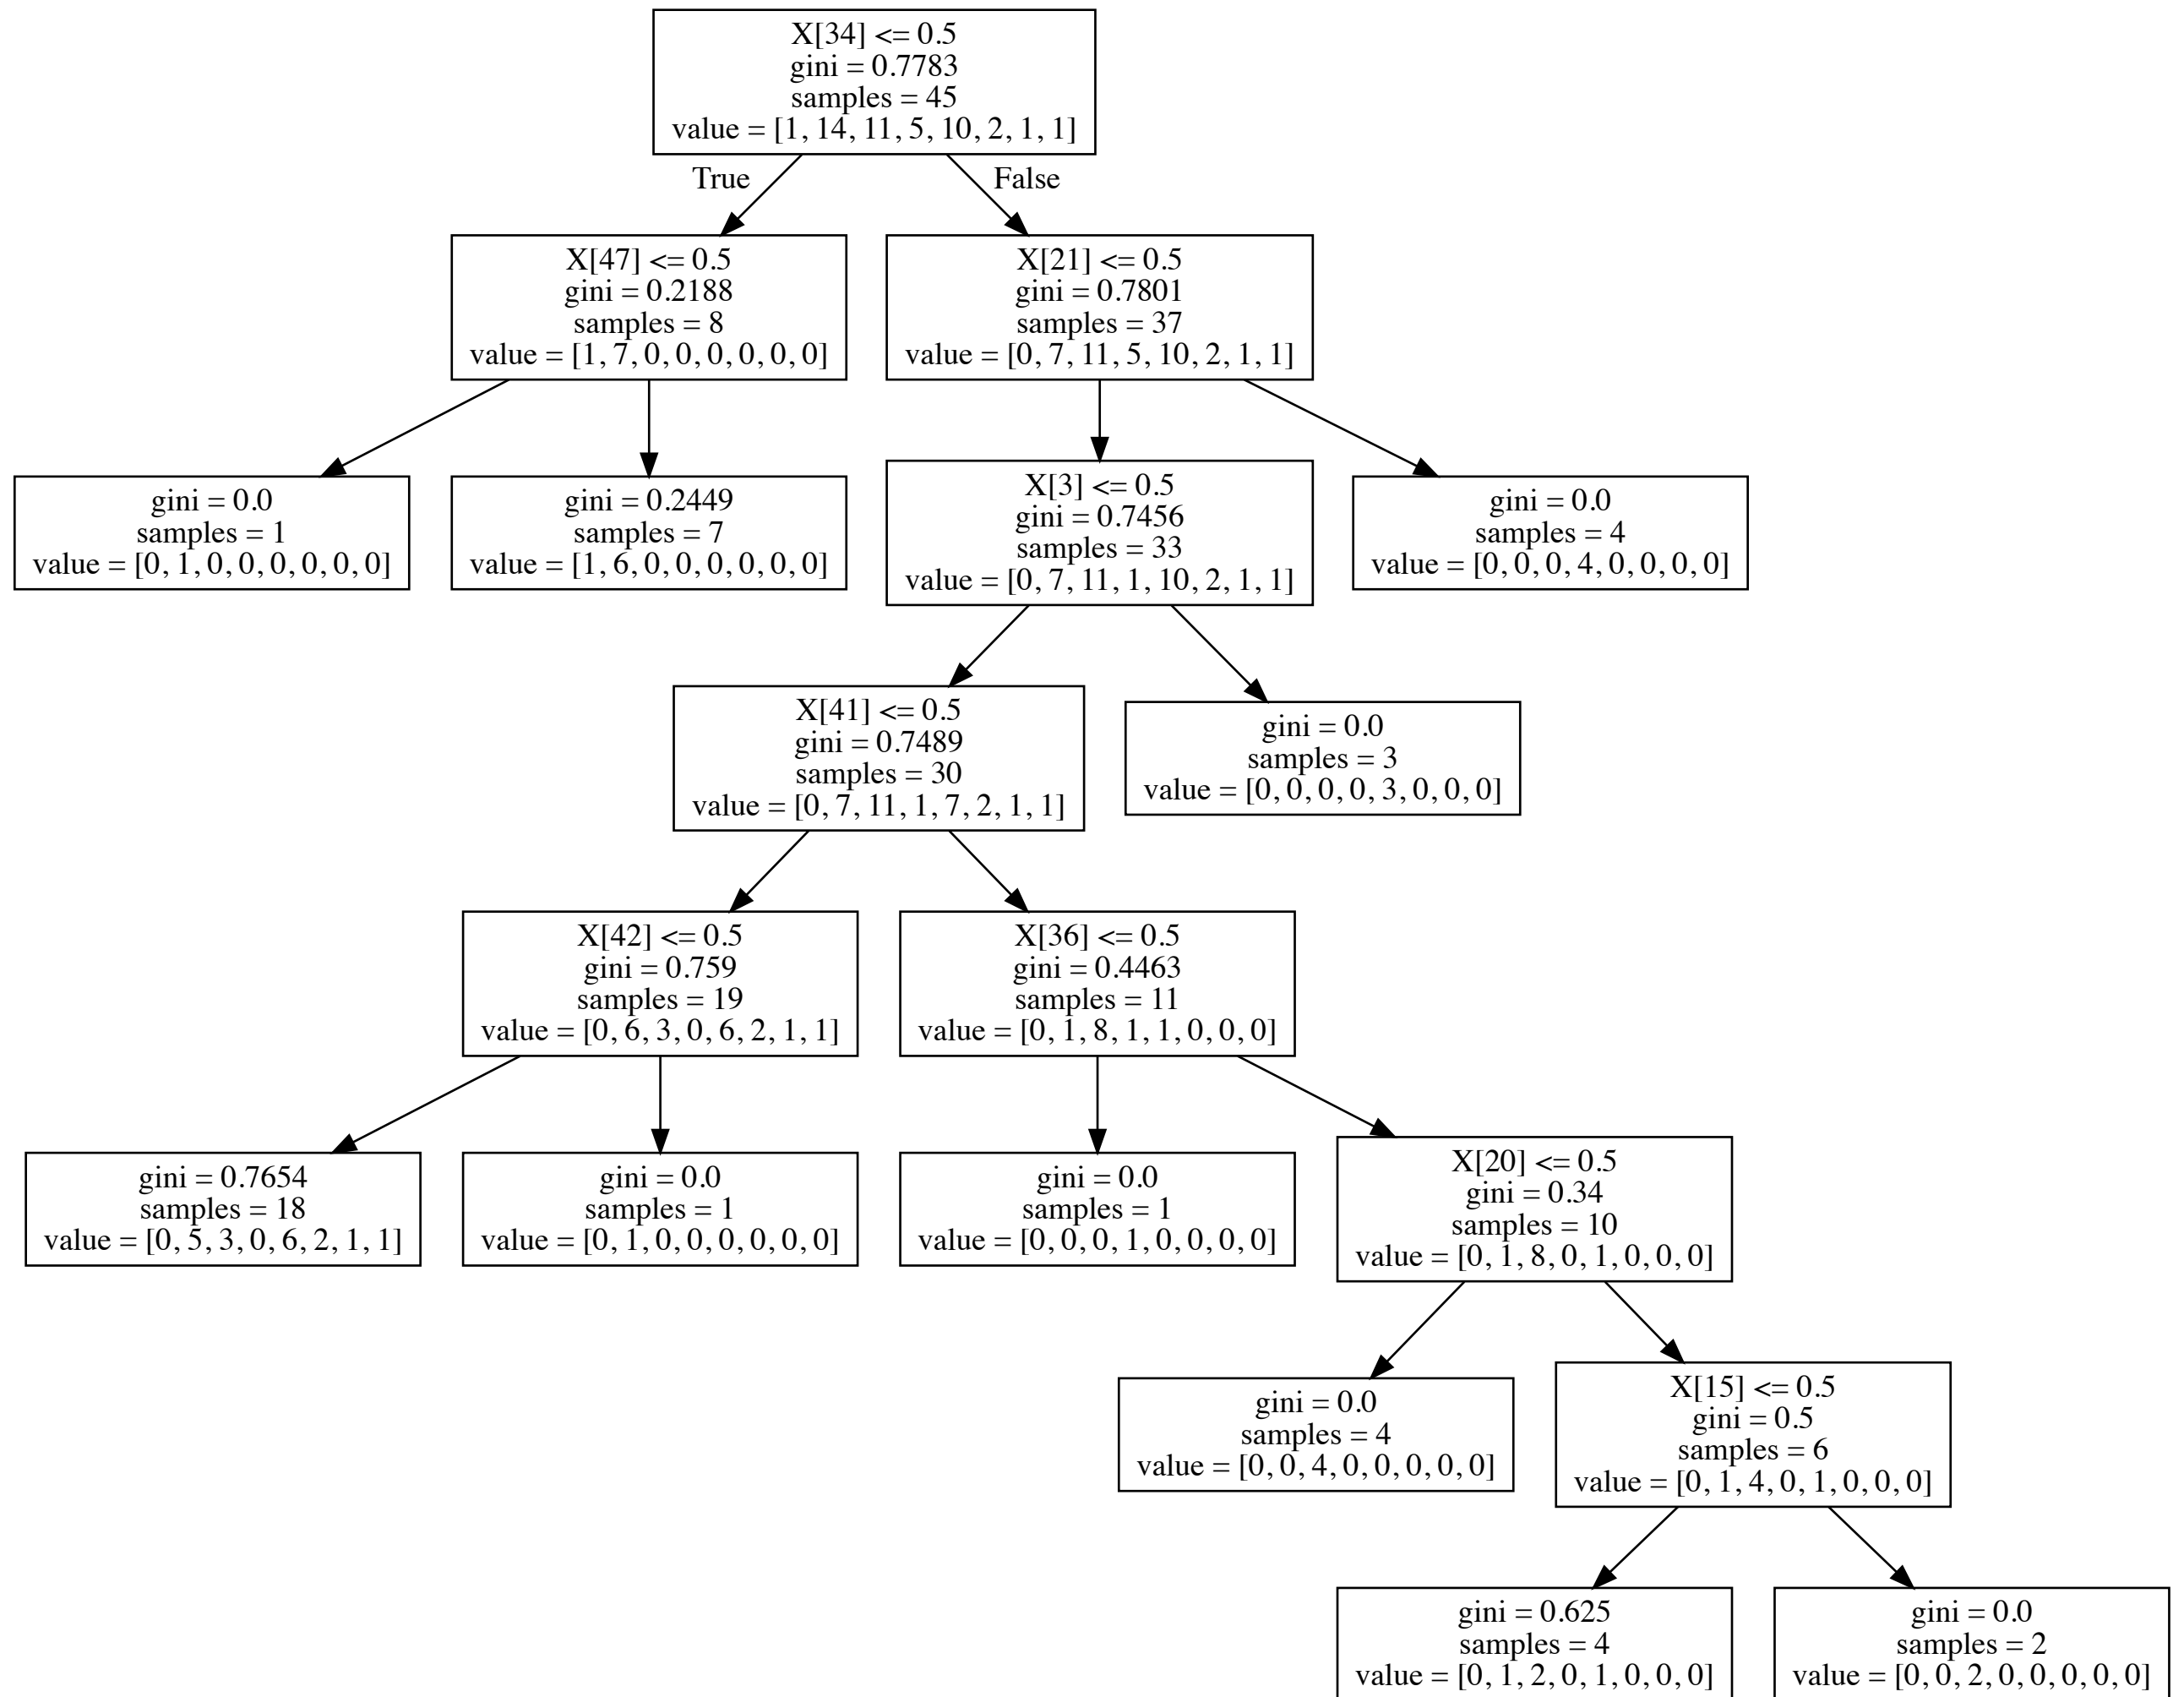 X[34] <= 0.5
gini = 0.7783
samples = 45
value = [1, 14, 11, 5, 10, 2, 1, 1]
True
False
X[47] <= 0.5
gini = 0.2188
samples = 8
value = [1, 7, 0, 0, 0, 0, 0, 0]
X[21] <= 0.5
gini = 0.7801
samples = 37
value = [0, 7, 11, 5, 10, 2, 1, 1]
gini = 0.0
samples = 1
value = [0, 1, 0, 0, 0, 0, 0, 0]
gini = 0.2449
samples = 7
value = [1, 6, 0, 0, 0, 0, 0, 0]
X[3] <= 0.5
gini = 0.7456
samples = 33
value = [0, 7, 11, 1, 10, 2, 1, 1]
gini = 0.0
samples = 4
value = [0, 0, 0, 4, 0, 0, 0, 0]
X[41] <= 0.5
gini = 0.7489
samples = 30
value = [0, 7, 11, 1, 7, 2, 1, 1]
gini = 0.0
samples = 3
value = [0, 0, 0, 0, 3, 0, 0, 0]
X[42] <= 0.5
gini = 0.759
samples = 19
value = [0, 6, 3, 0, 6, 2, 1, 1]
X[36] <= 0.5
gini = 0.4463
samples = 11
value = [0, 1, 8, 1, 1, 0, 0, 0]
gini = 0.7654
samples = 18
value = [0, 5, 3, 0, 6, 2, 1, 1]
gini = 0.0
samples = 1
value = [0, 1, 0, 0, 0, 0, 0, 0]
gini = 0.0
samples = 1
value = [0, 0, 0, 1, 0, 0, 0, 0]
X[20] <= 0.5
gini = 0.34
samples = 10
value = [0, 1, 8, 0, 1, 0, 0, 0]
gini = 0.0
samples = 4
value = [0, 0, 4, 0, 0, 0, 0, 0]
X[15] <= 0.5
gini = 0.5
samples = 6
value = [0, 1, 4, 0, 1, 0, 0, 0]
gini = 0.625
samples = 4
value = [0, 1, 2, 0, 1, 0, 0, 0]
gini = 0.0
samples = 2
value = [0, 0, 2, 0, 0, 0, 0, 0]